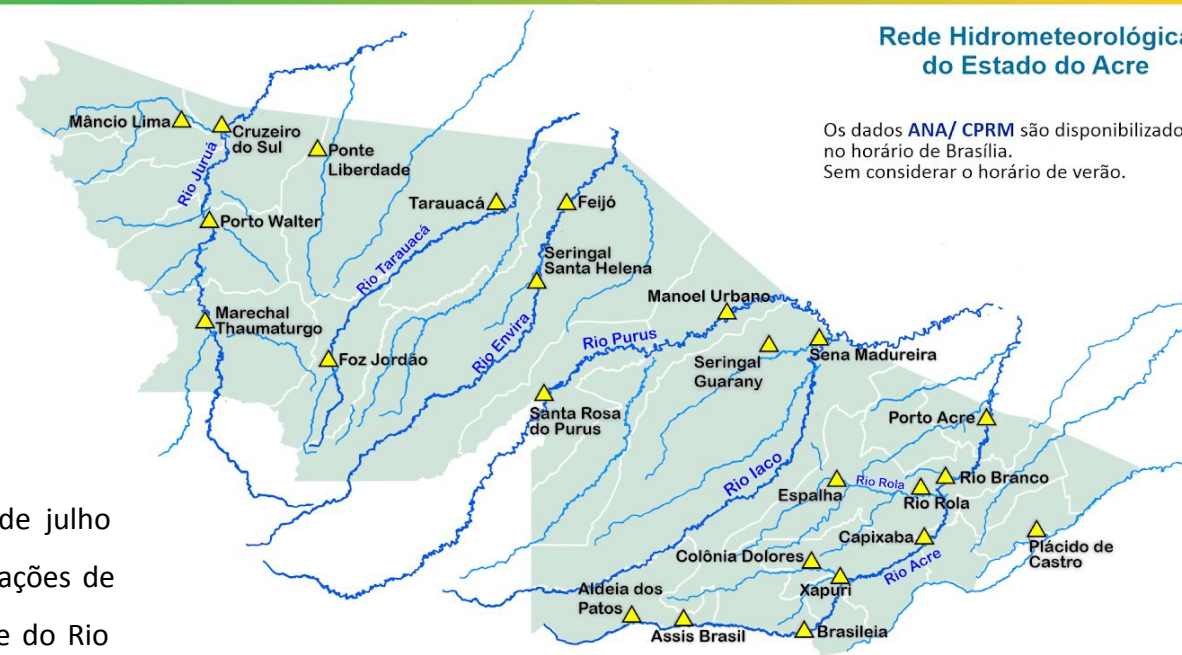 Rede Hidrometeorológica
do Estado do Acre
Os dados ANA/ CPRM são disponibilizado
no horário de Brasília.
Sem considerar o horário de verão.
Mâncio Lima
Cruzeiro
do Sul
Ponte
Liberdade
Rio Juruá
Porto Walter
Tarauacá
Feijó
Rio Tarauacá
Seringal
Santa Helena
Marechal
Thaumaturgo
Foz Jordão
Rio Envira
Manoel Urbano
Rio Purus
Seringal
Guarany
Sena Madureira
Santa Rosa
do Purus
Porto Acre
Rio Iaco
Espalha
Rio Rola
Rio Branco
Rio Rola
Capixaba
Plácido de
Castro
Colônia Dolores
Xapuri
Rio Acre
Aldeia dos
Patos
Assis Brasil
Brasileia
de julho
ações de
e do Rio